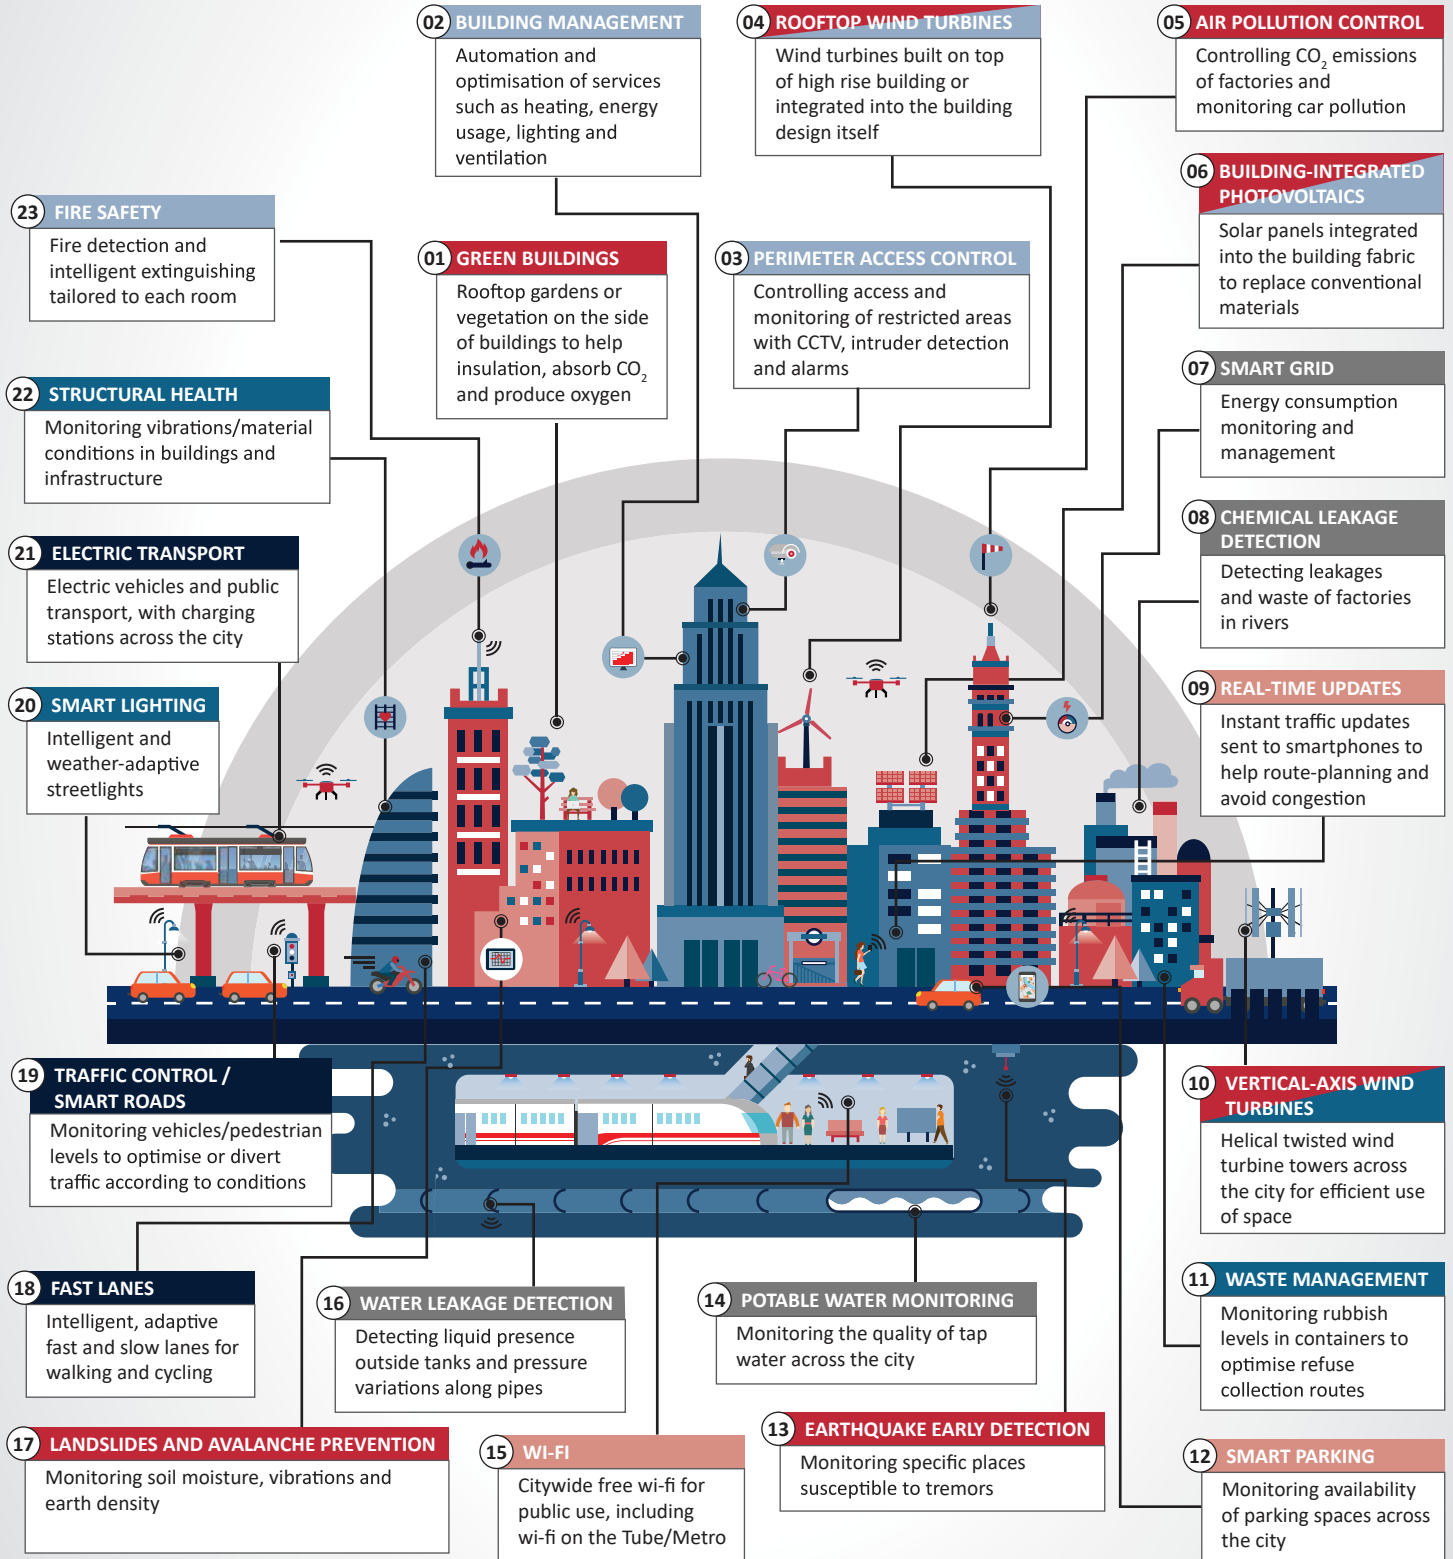 02 BUILDING MANAGEMENT
Automation and
optimisation of services
such as heating, energy
usage, lighting and
ventilation
04 ROOFTOP WIND TURBINES
Wind turbines built on top
of high rise building or
integrated into the building
design itself
05 AIR POLLUTION CONTROL
Controlling CO₂ emissions
of factories and
monitoring car pollution
06 BUILDING-INTEGRATED
PHOTOVOLTAICS
Solar panels integrated
into the building fabric
to replace conventional
materials
23 FIRE SAFETY
Fire detection and
intelligent extinguishing
tailored to each room
01 GREEN BUILDINGS
Rooftop gardens or
vegetation on the side
of buildings to help
insulation, absorb CO₂
and produce oxygen
03 PERIMETER ACCESS CONTROL
Controlling access and
monitoring of restricted areas
with CCTV, intruder detection
and alarms
07 SMART GRID
Energy consumption
monitoring and
management
22 STRUCTURAL HEALTH
Monitoring vibrations/material
conditions in buildings and
infrastructure
08 CHEMICAL LEAKAGE
DETECTION
Detecting leakages
and waste of factories
in rivers
21 ELECTRIC TRANSPORT
Electric vehicles and public
transport, with charging
stations across the city
09 REAL-TIME UPDATES
Instant traffic updates
sent to smartphones to
help route-planning and
avoid congestion
20 SMART LIGHTING
Intelligent and
weather-adaptive
streetlights
19 TRAFFIC CONTROL /
SMART ROADS
Monitoring vehicles/pedestrian
levels to optimise or divert
traffic according to conditions
10 VERTICAL-AXIS WIND
TURBINES
Helical twisted wind
turbine towers across
the city for efficient use
of space
18 FAST LANES
Intelligent, adaptive
fast and slow lanes for
walking and cycling
16 WATER LEAKAGE DETECTION
Detecting liquid presence
outside tanks and pressure
variations along pipes
14 POTABLE WATER MONITORING
Monitoring the quality of tap
water across the city
11 WASTE MANAGEMENT
Monitoring rubbish
levels in containers to
optimise refuse
collection routes
17 LANDSLIDES AND AVALANCHE PREVENTION
Monitoring soil moisture, vibrations and
earth density
15 WI-FI
Citywide free wi-fi for
public use, including
wi-fi on the Tube/Metro
13 EARTHQUAKE EARLY DETECTION
Monitoring specific places
susceptible to tremors
12 SMART PARKING
Monitoring availability
of parking spaces across
the city